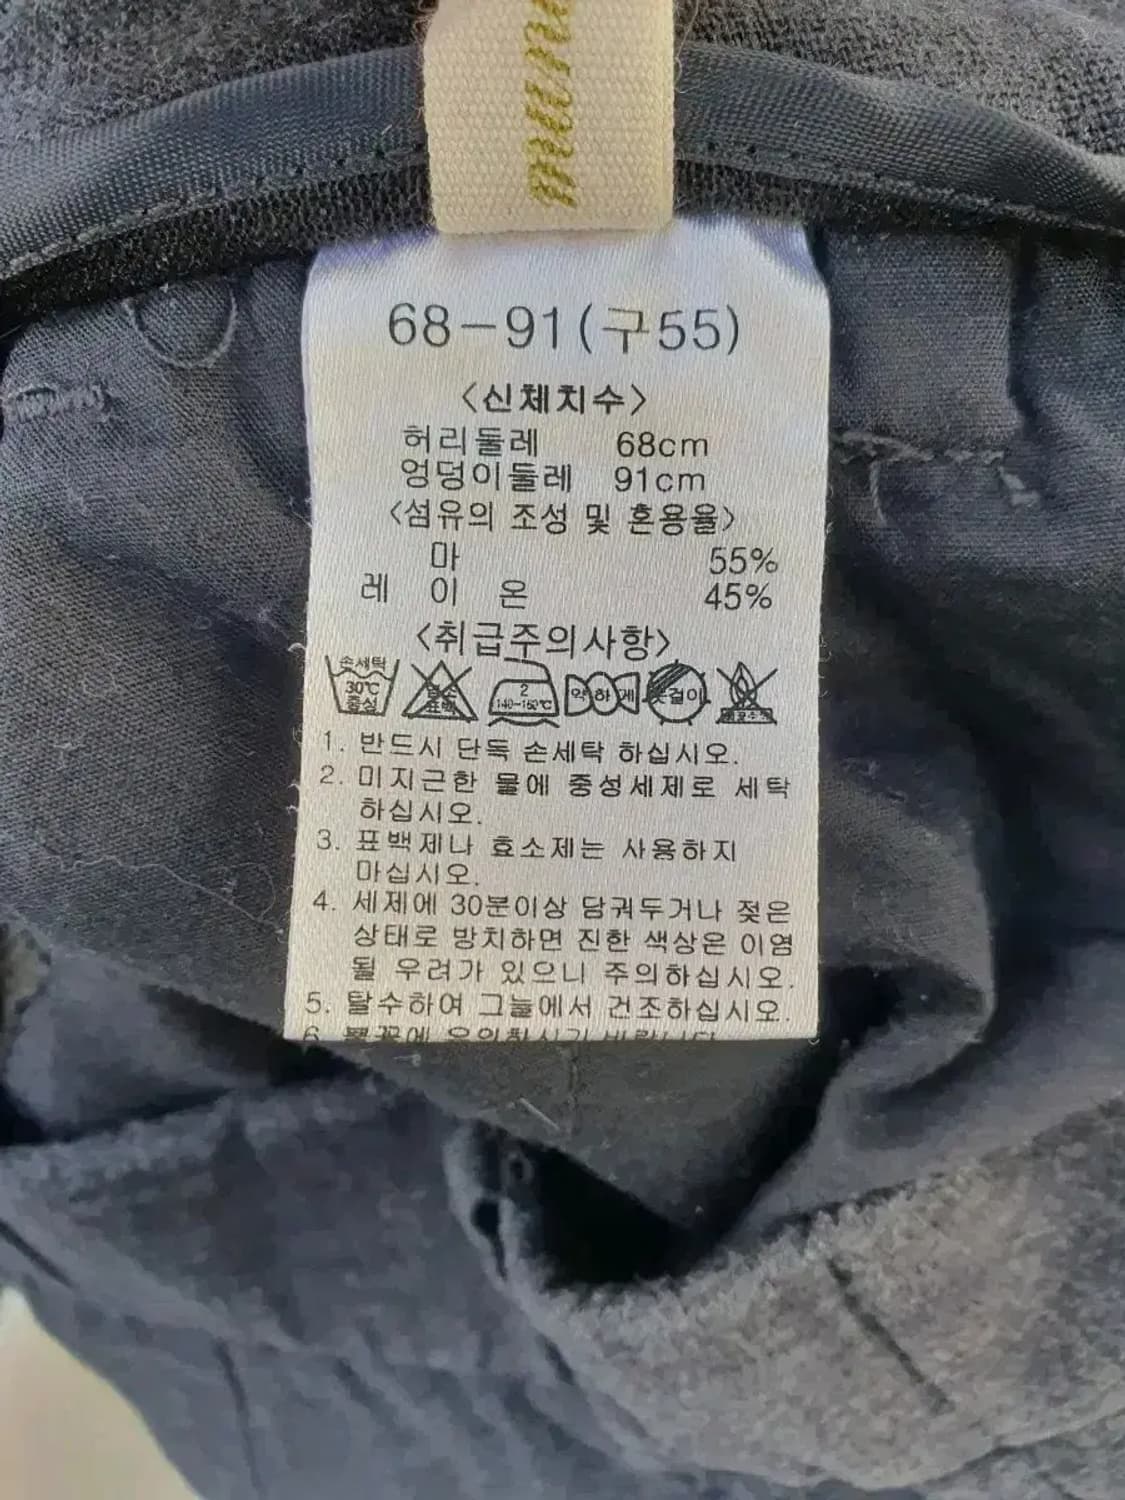 68-91(구55)
<신체치수>
허리둘레 68cm
엉덩이둘레 91cm
<섬유의 조성 및 혼용율>
마 55%
레 이 온 45%
<취급주의사항>
손세탁 30℃ 중성 염소 표백 2 140~160℃ 약하게 옷걸이
1. 반드시 단독 손세탁 하십시오.
2. 미지근한 물에 중성세제로 세탁
하십시오.
3. 표백제나 효소제는 사용하지
마십시오.
4. 세제에 30분이상 담궈두거나 젖은
상태로 방치하면 진한 색상은 이염
될 우려가 있으니 주의하십시오.
5. 탈수하여 그늘에서 건조하십시오.
6.